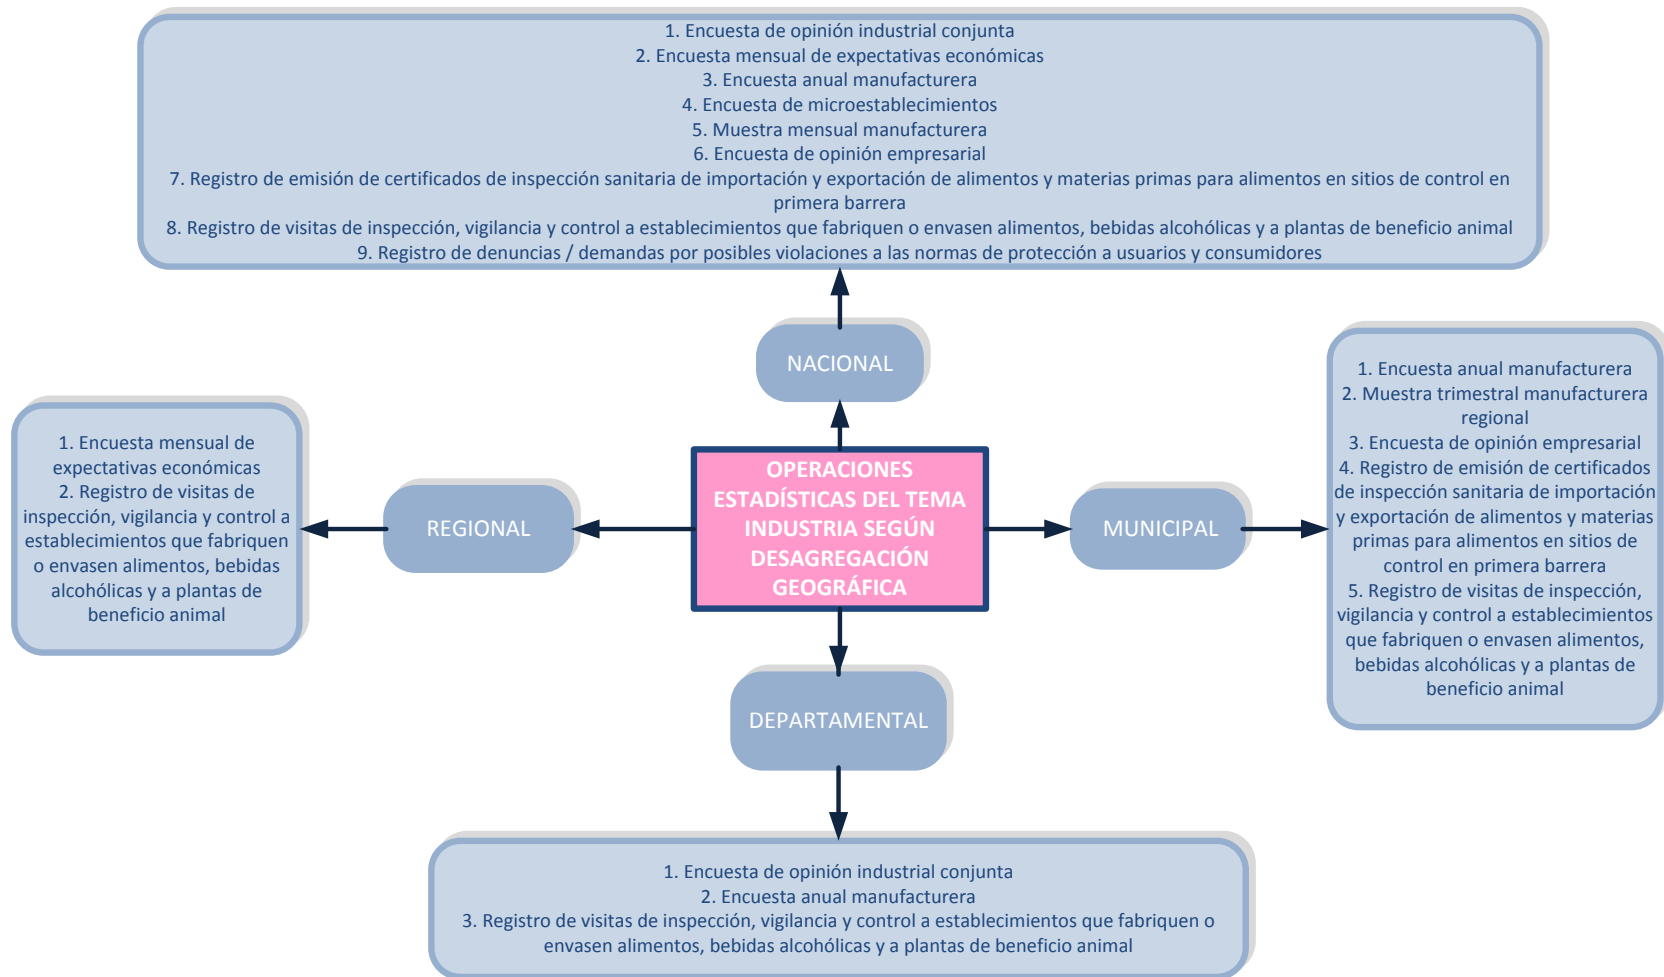 1. Encuesta de opinión industrial conjunta
2. Encuesta mensual de expectativas económicas
3. Encuesta anual manufacturera
4. Encuesta de microestablecimientos
5. Muestra mensual manufacturera
6. Encuesta de opinión empresarial
7. Registro de emisión de certificados de inspección sanitaria de importación y exportación de alimentos y materias primas para alimentos en sitios de control en
primera barrera
8. Registro de visitas de inspección, vigilancia y control a establecimientos que fabriquen o envasen alimentos, bebidas alcohólicas y a plantas de beneficio animal
9. Registro de denuncias / demandas por posibles violaciones a las normas de protección a usuarios y consumidores
NACIONAL
1. Encuesta mensual de
expectativas económicas
2. Registro de visitas de
inspección, vigilancia y control a
establecimientos que fabriquen
o envasen alimentos, bebidas
alcohólicas y a plantas de
beneficio animal
REGIONAL
OPERACIONES
ESTADÍSTICAS DEL TEMA
INDUSTRIA SEGÚN
DESAGREGACIÓN
GEOGRÁFICA
MUNICIPAL
1. Encuesta anual manufacturera
2. Muestra trimestral manufacturera
regional
3. Encuesta de opinión empresarial
4. Registro de emisión de certificados
de inspección sanitaria de importación
y exportación de alimentos y materias
primas para alimentos en sitios de
control en primera barrera
5. Registro de visitas de inspección,
vigilancia y control a establecimientos
que fabriquen o envasen alimentos,
bebidas alcohólicas y a plantas de
beneficio animal
DEPARTAMENTAL
1. Encuesta de opinión industrial conjunta
2. Encuesta anual manufacturera
3. Registro de visitas de inspección, vigilancia y control a establecimientos que fabriquen o
envasen alimentos, bebidas alcohólicas y a plantas de beneficio animal